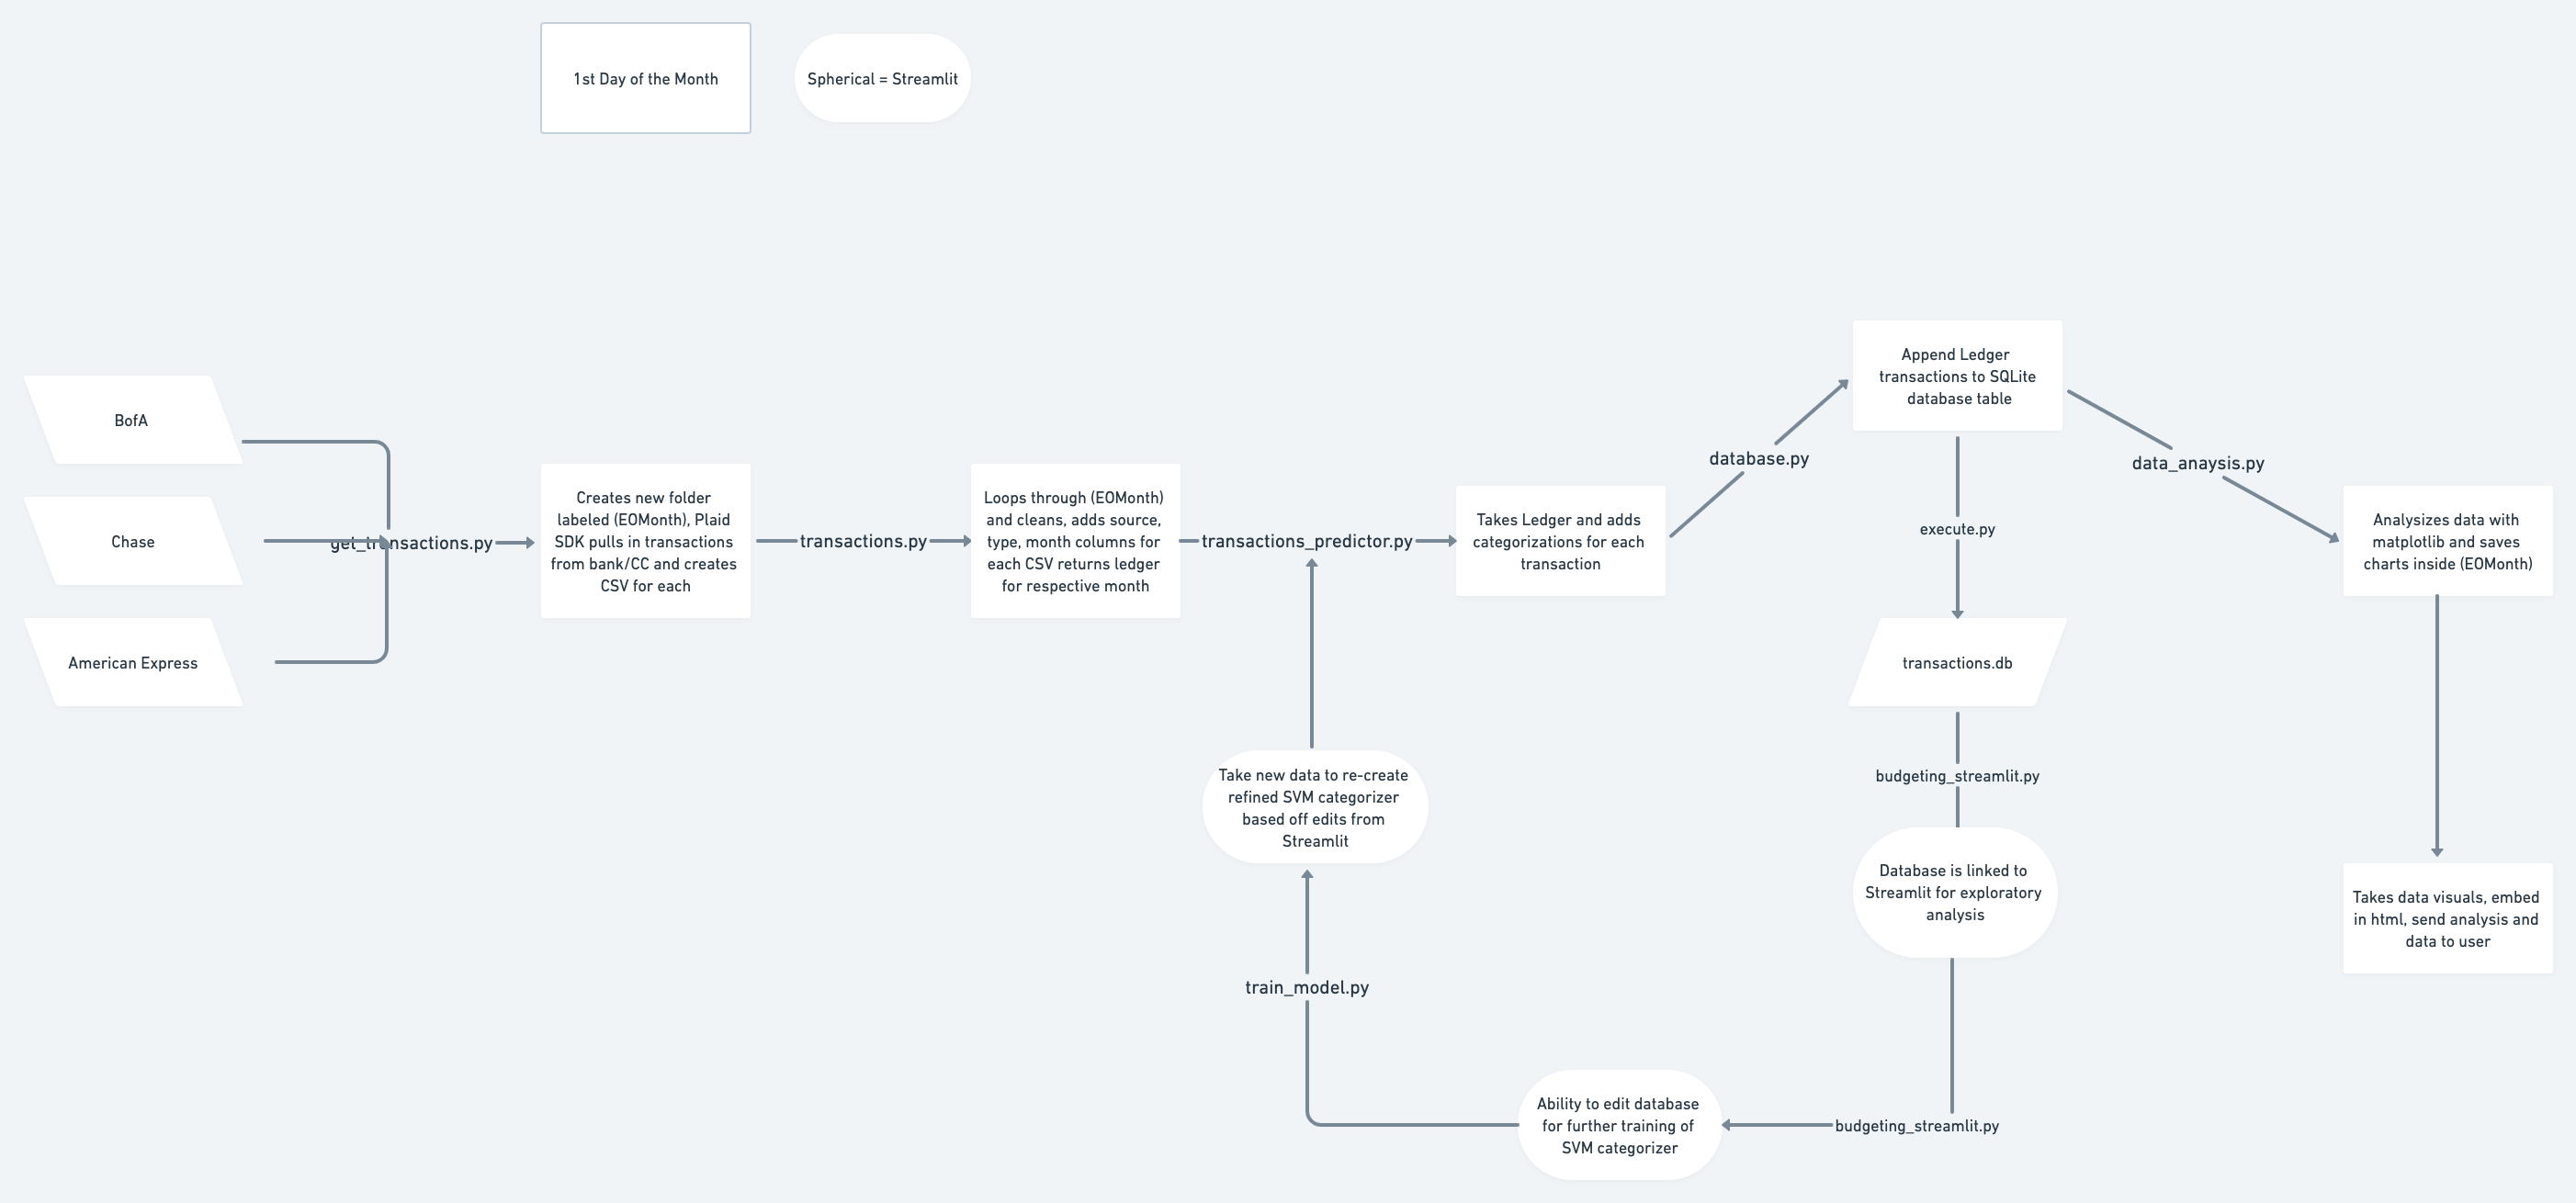 1st Day of the Month
Spherical = Streamlit
BofA
Chase
American Express
get_transactions.py
Creates new folder
labeled (EOMonth), Plaid
SDK pulls in transactions
from bank/CC and creates
CSV for each
transactions.py
Loops through (EOMonth)
and cleans, adds source,
type, month columns for
each CSV returns ledger
for respective month
transactions_predictor.py
Takes Ledger and adds
categorizations for each
transaction
database.py
Append Ledger
transactions to SQLite
database table
data_anaysis.py
Analysizes data with
matplotlib and saves
charts inside (EOMonth)
Takes data visuals, embed
in html, send analysis and
data to user
execute.py
transactions.db
budgeting_streamlit.py
Database is linked to
Streamlit for exploratory
analysis
budgeting_streamlit.py
Ability to edit database
for further training of
SVM categorizer
train_model.py
Take new data to re-create
refined SVM categorizer
based off edits from
Streamlit